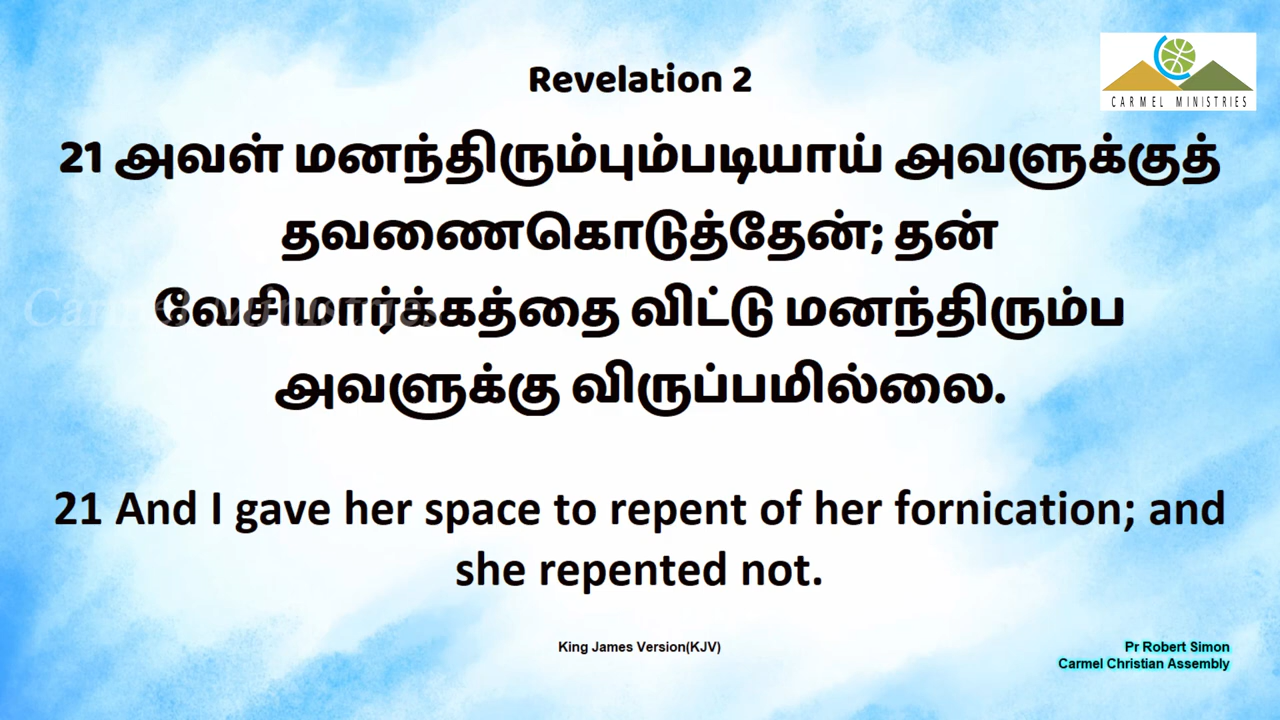 CARMEL MINISTRIES
Revelation 2
21 அவள் மனந்திரும்பும்படியாய் அவளுக்குத்
தவணைகொடுத்தேன்; தன்
வேசிமார்க்கத்தை விட்டு மனந்திரும்ப
அவளுக்கு விருப்பமில்லை.
Carmel Ministries
21 And I gave her space to repent of her fornication; and
she repented not.
King James Version(KJV)
Pr Robert Simon
Carmel Christian Assembly